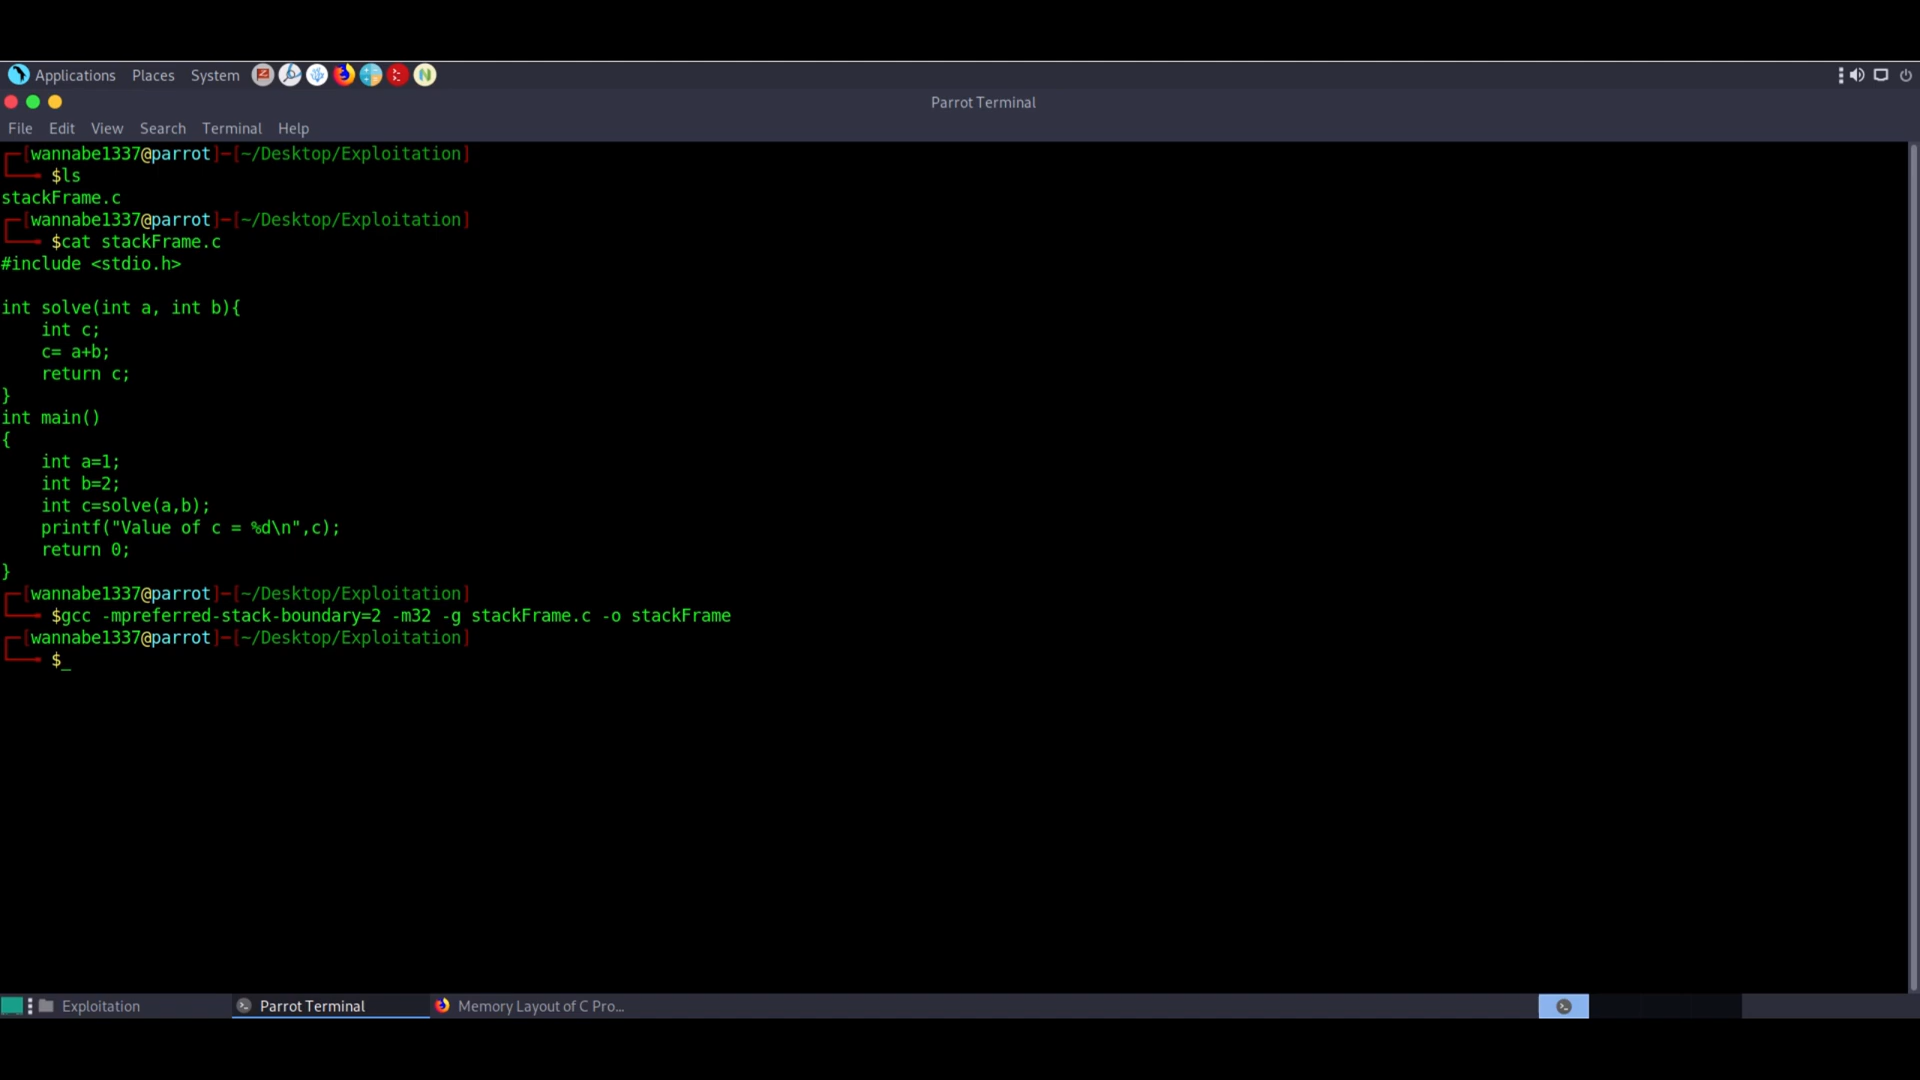 Applications Places System
Parrot Terminal
File Edit View Search Terminal Help
[wannabe1337@parrot]-[~/Desktop/Exploitation]
$ls
stackFrame.c
[wannabe1337@parrot]-[~/Desktop/Exploitation]
$cat stackFrame.c
#include <stdio.h>
int solve(int a, int b){
int c;
c= a+b;
return c;
}
int main()
{
int a=1;
int b=2;
int c=solve(a,b);
printf("Value of c = %d\n",c);
return 0;
}
[wannabe1337@parrot]-[~/Desktop/Exploitation]
$gcc -mpreferred-stack-boundary=2 -m32 -g stackFrame.c -o stackFrame
[wannabe1337@parrot]-[~/Desktop/Exploitation]
$_
Exploitation Parrot Terminal Memory Layout of C Pro...